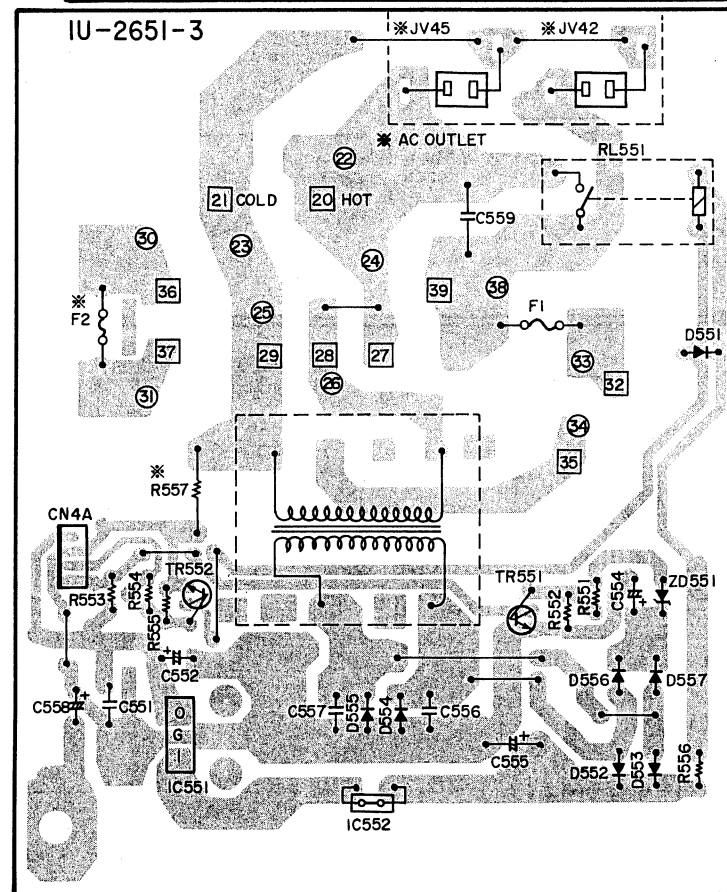 1U-2651-3
※JV45
※JV42
※ AC OUTLET
RL551
22
21 COLD
20 HOT
C559
30
23
24
36
39
38
※
F2
25
F1
37
29
28
27
33
D551
31
26
32
34
35
※
R557
CN4A
TR552
TR551
ZD551
R553
R554
R555
R552
R551
C554
C552
D556
D557
C558
C551
O
G
I
C557
D555
D554
C556
C555
D552
D553
R556
IC551
IC552